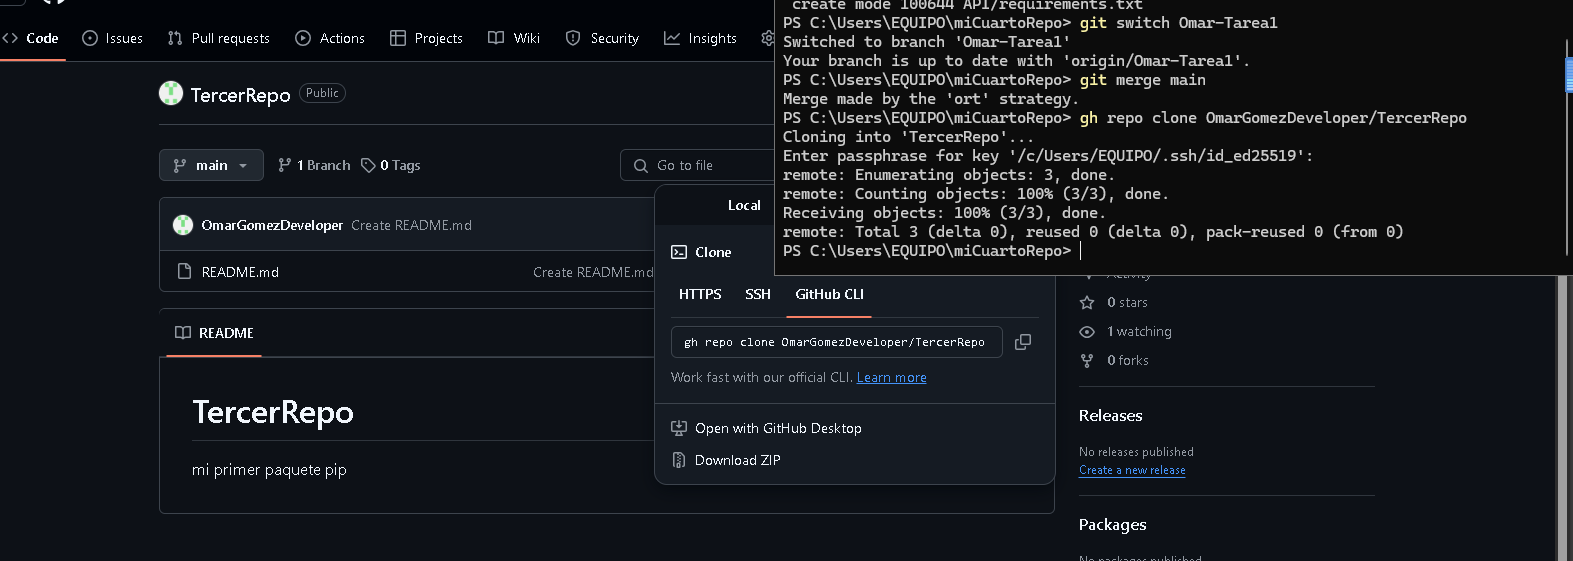 Code
Issues
Pull requests
Actions
Projects
Wiki
Security
Insights
TercerRepo
Public
main
1 Branch
0 Tags
Go to file
OmarGomezDeveloper Create README.md
README.md
Create README.md
README
TercerRepo
mi primer paquete pip
Local
Clone
HTTPS
SSH
GitHub CLI
gh repo clone OmarGomezDeveloper/TercerRepo
Work fast with our official CLI. Learn more
Open with GitHub Desktop
Download ZIP
create mode 100644 API/requirements.txt
PS C:\Users\EQUIPO\miCuartoRepo> git switch Omar-Tarea1
Switched to branch 'Omar-Tarea1'
Your branch is up to date with 'origin/Omar-Tarea1'.
PS C:\Users\EQUIPO\miCuartoRepo> git merge main
Merge made by the 'ort' strategy.
PS C:\Users\EQUIPO\miCuartoRepo> gh repo clone OmarGomezDeveloper/TercerRepo
Cloning into 'TercerRepo'...
Enter passphrase for key '/c/Users/EQUIPO/.ssh/id_ed25519':
remote: Enumerating objects: 3, done.
remote: Counting objects: 100% (3/3), done.
Receiving objects: 100% (3/3), done.
remote: Total 3 (delta 0), reused 0 (delta 0), pack-reused 0 (from 0)
PS C:\Users\EQUIPO\miCuartoRepo>
Activity
0 stars
1 watching
0 forks
Releases
No releases published
Create a new release
Packages
No packages published